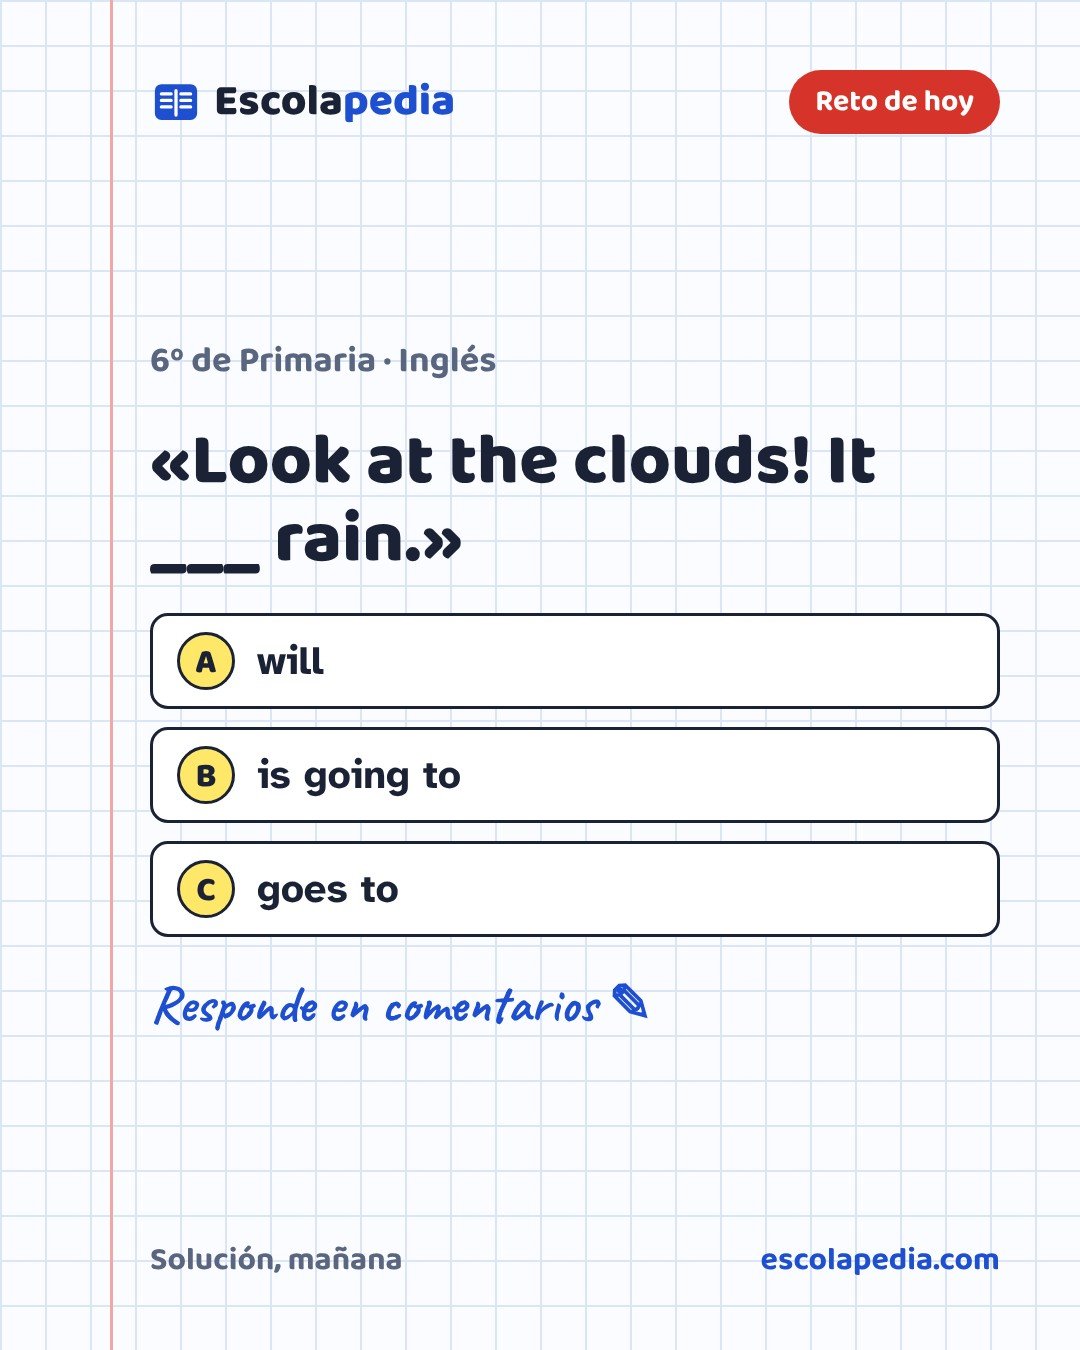 Escolapedia
Reto de hoy
6º de Primaria · Inglés
«Look at the clouds! It
___ rain.»
A will
B is going to
C goes to
Responde en comentarios ✎
Solución, mañana
escolapedia.com